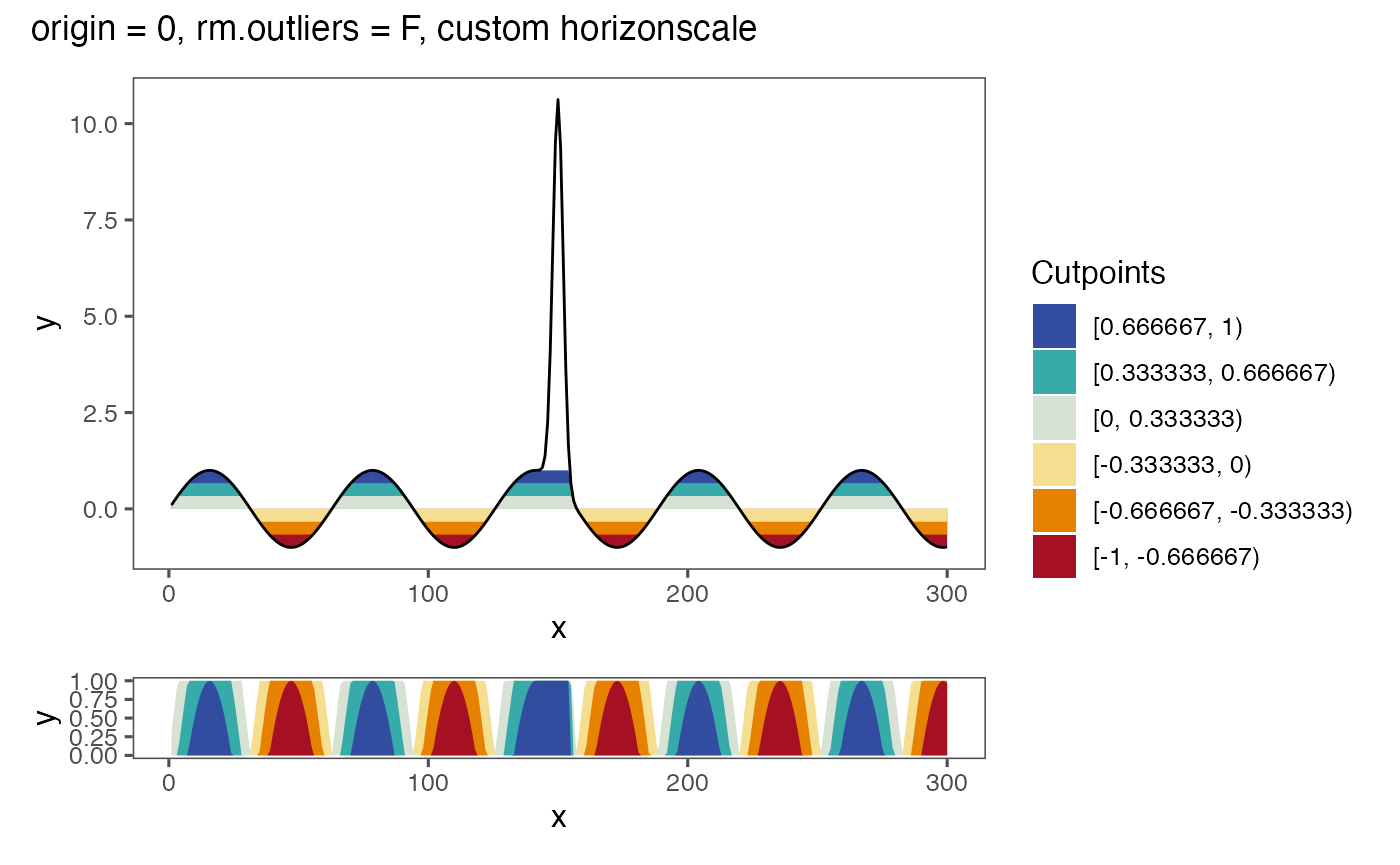 origin = 0, rm.outliers = F, custom horizonscale
10.0
7.5
5.0
2.5
0.0
y
0 100 200 300
x
Cutpoints
[0.666667, 1)
[0.333333, 0.666667)
[0, 0.333333)
[-0.333333, 0)
[-0.666667, -0.333333)
[-1, -0.666667)
1.00
0.75
0.50
0.25
0.00
y
0 100 200 300
x